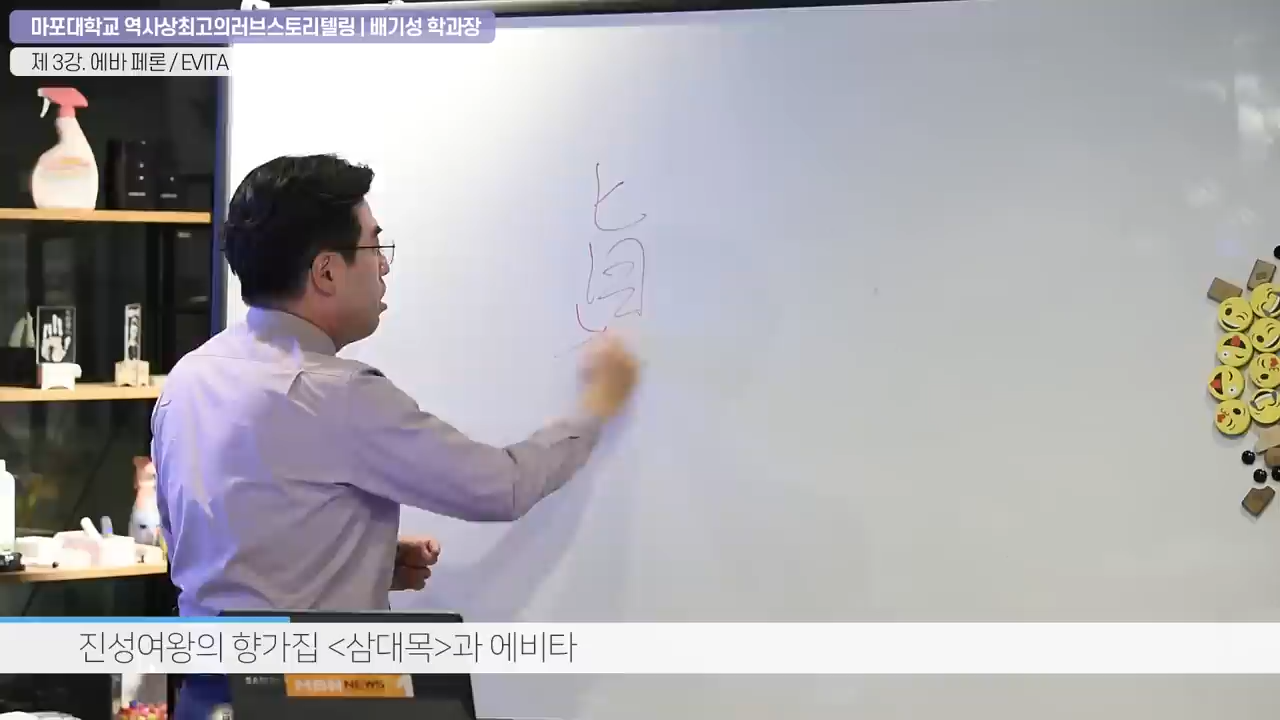 마포대학교 역사상최고의러브스토리텔링 | 배기성 학과장
제 3강. 에바 페론 / EVITA
진성여왕의 향가집 <삼대목>과 에비타
MBN NEWS